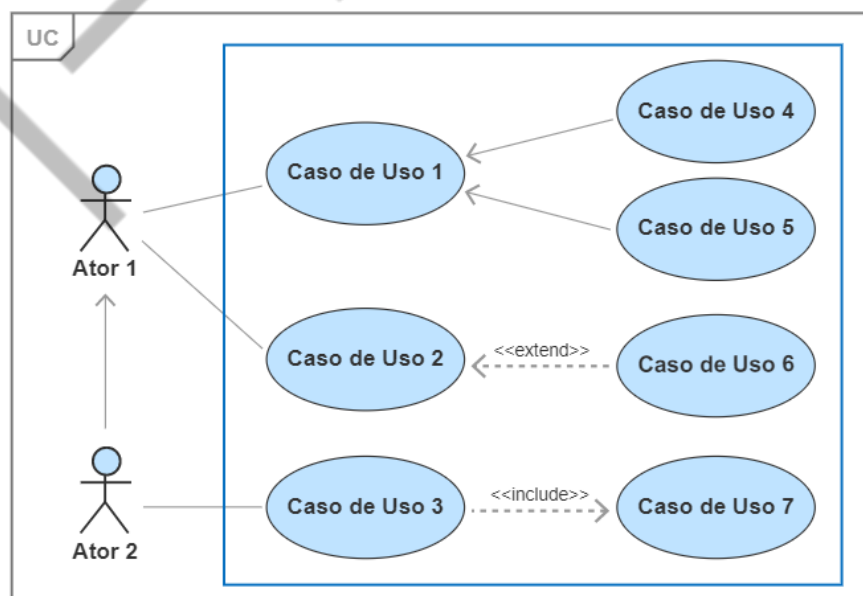 UC
Caso de Uso 4
Caso de Uso 1
Caso de Uso 5
Ator 1
<<extend>>
Caso de Uso 2
Caso de Uso 6
<<include>>
Caso de Uso 3
Caso de Uso 7
Ator 2